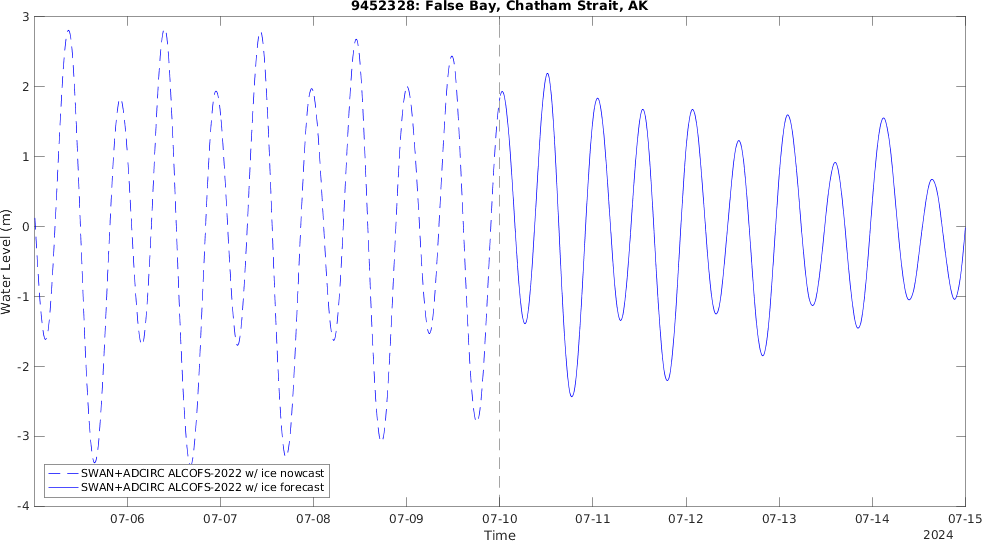 9452328: False Bay, Chatham Strait, AK
3
2
1
0
-1
-2
-3
-4
Water Level (m)
SWAN+ADCIRC ALCOFS-2022 w/ ice nowcast
SWAN+ADCIRC ALCOFS-2022 w/ ice forecast
07-06 07-07 07-08 07-09 07-10 07-11 07-12 07-13 07-14 07-15
Time
2024